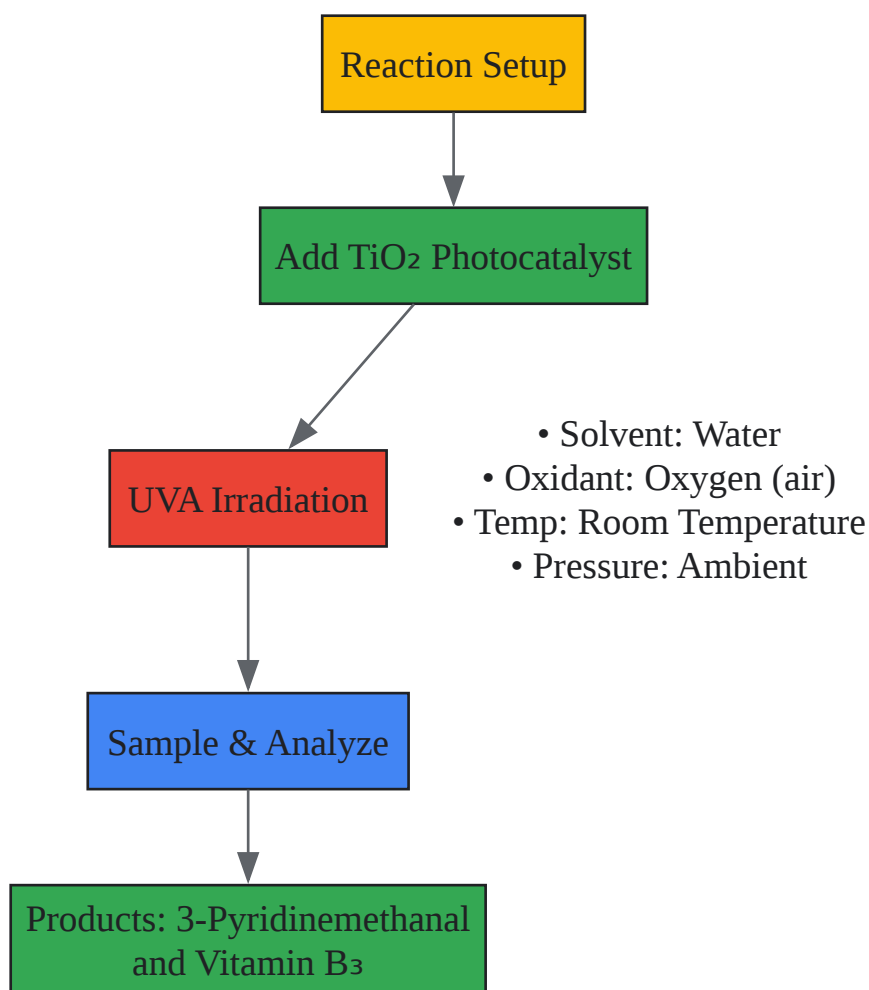 Reaction Setup
Add TiO₂ Photocatalyst
• Solvent: Water
• Oxidant: Oxygen (air)
• Temp: Room Temperature
• Pressure: Ambient
UVA Irradiation
Sample & Analyze
Products: 3-Pyridinemethanal
and Vitamin B₃